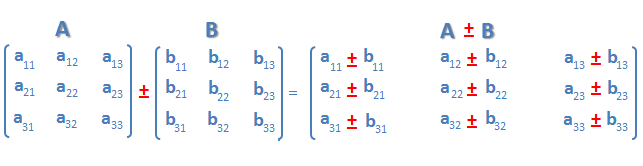 A B A ± B
a11 a12 a13 b11 b12 b13 a11 ± b11 a12 ± b12 a13 ± b13
a21 a22 a23 ± b21 b22 b23 = a21 ± b21 a22 ± b22 a23 ± b23
a31 a32 a33 b31 b32 b33 a31 ± b31 a32 ± b32 a33 ± b33